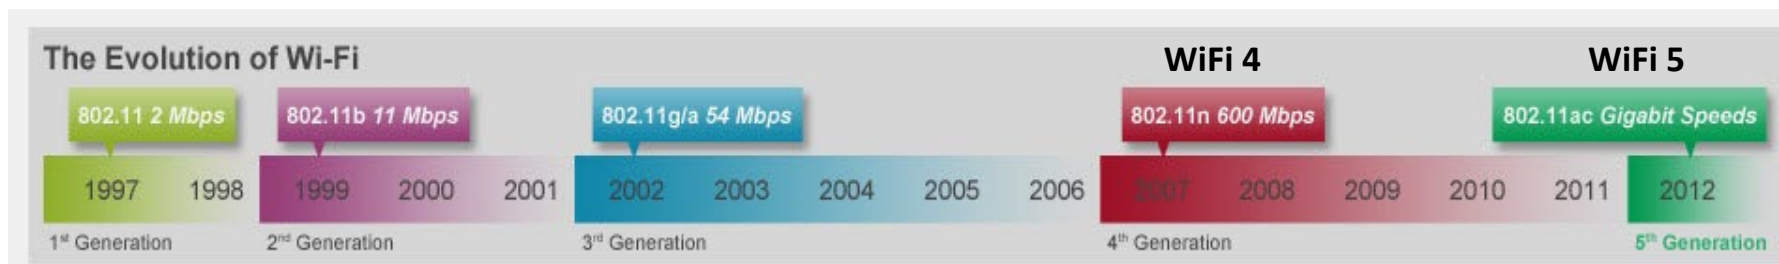 The Evolution of Wi-Fi
WiFi 4
WiFi 5
802.11 2 Mbps
802.11b 11 Mbps
802.11g/a 54 Mbps
802.11n 600 Mbps
802.11ac Gigabit Speeds
1997 1998 1999 2000 2001 2002 2003 2004 2005 2006 2007 2008 2009 2010 2011 2012
1st Generation
2nd Generation
3rd Generation
4th Generation
5th Generation